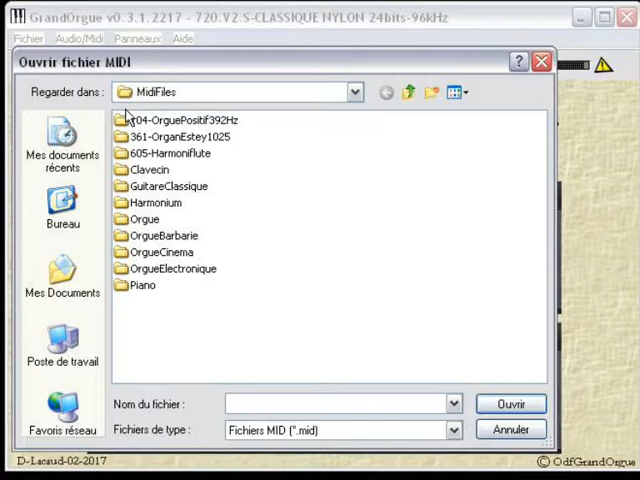 GrandOrgue v0.3.1.2217 - 720.V2.S-CLASSIQUE NYLON 24bits-96kHz
Fichier Audio/Midi Panneaux Aide
Ouvrir fichier MIDI
Regarder dans : MidiFiles
04-OrguePositif392Hz
361-OrganEstey1025
605-Harmoniflute
Clavecin
GuitareClassique
Harmonium
Orgue
OrgueBarbarie
OrgueCinema
OrgueElectronique
Piano
Mes documents
récents
Bureau
Mes Documents
Poste de travail
Favoris réseau
Nom du fichier : Ouvrir
Fichiers de type : Fichiers MID (*.mid) Annuler
D-Lacaud-02-2017 © OdfGrandOrgue